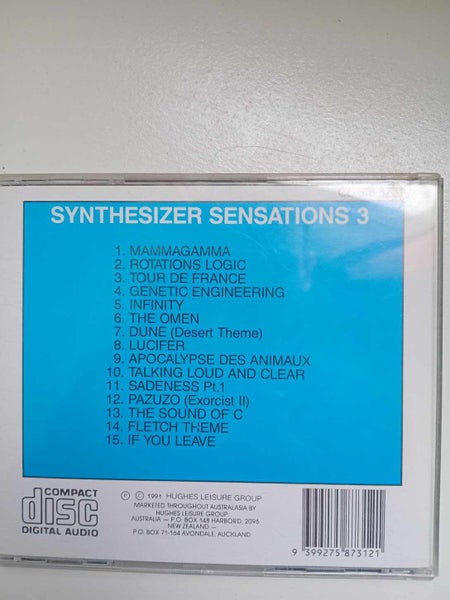 SYNTHESIZER SENSATIONS 3
1. MAMMAGAMMA
2. ROTATIONS LOGIC
3. TOUR DE FRANCE
4. GENETIC ENGINEERING
5. INFINITY
6. THE OMEN
7. DUNE (Desert Theme)
8. LUCIFER
9. APOCALYPSE DES ANIMAUX
10. TALKING LOUD AND CLEAR
11. SADENESS Pt.1
12. PAZUZO (Exorcist II)
13. THE SOUND OF C
14. FLETCH THEME
15. IF YOU LEAVE
COMPACT
disc
DIGITAL AUDIO
℗ © 1991 HUGHES LEISURE GROUP
MARKETED THROUGHOUT AUSTRALASIA BY
HUGHES LEISURE GROUP
AUSTRALIA — P.O. BOX 148 HARBORD, 2096
NEW ZEALAND —
P.O. BOX 71-164 AVONDALE, AUCKLAND
9 399275 873121